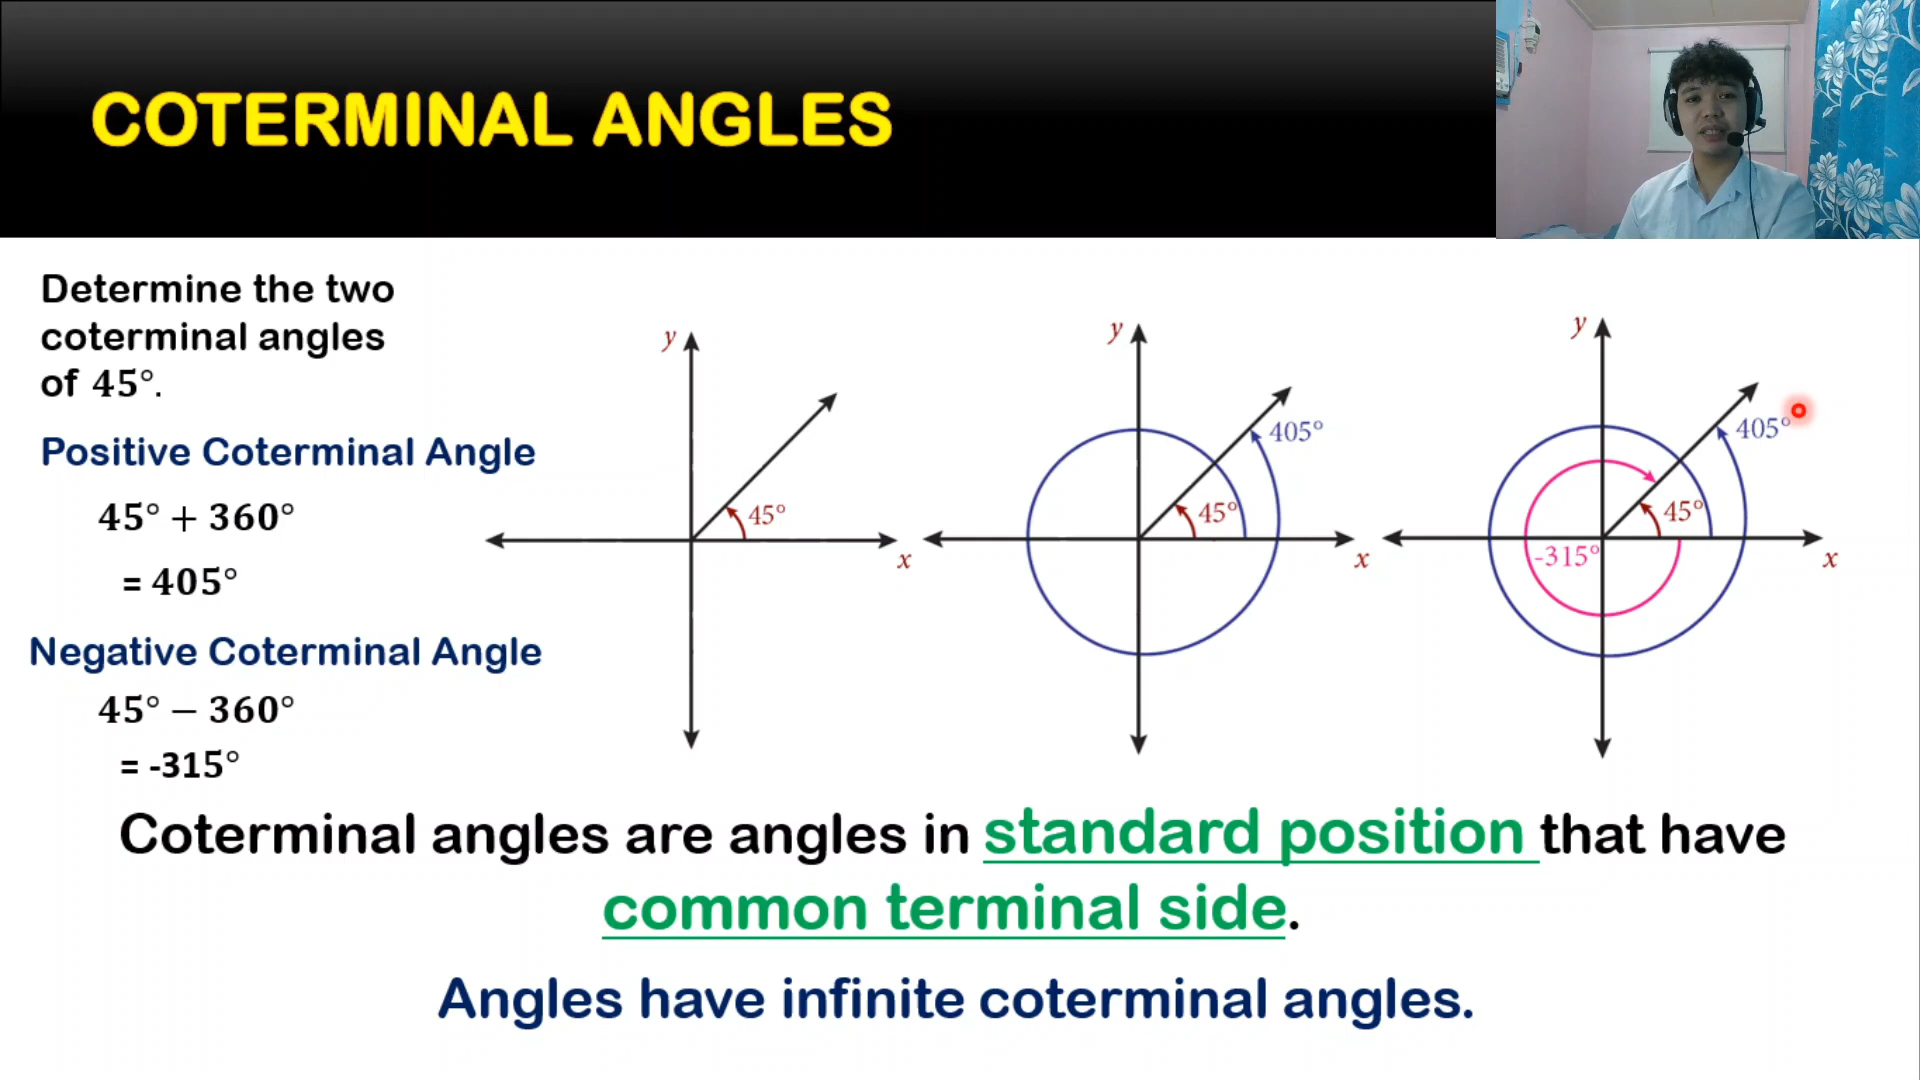 COTERMINAL ANGLES
Determine the two
coterminal angles
of 45°.
Positive Coterminal Angle
45° + 360°
= 405°
Negative Coterminal Angle
45° − 360°
= -315°
y
45°
x
y
405°
45°
x
y
405°
45°
-315°
x
Coterminal angles are angles in standard position that have
common terminal side.
Angles have infinite coterminal angles.